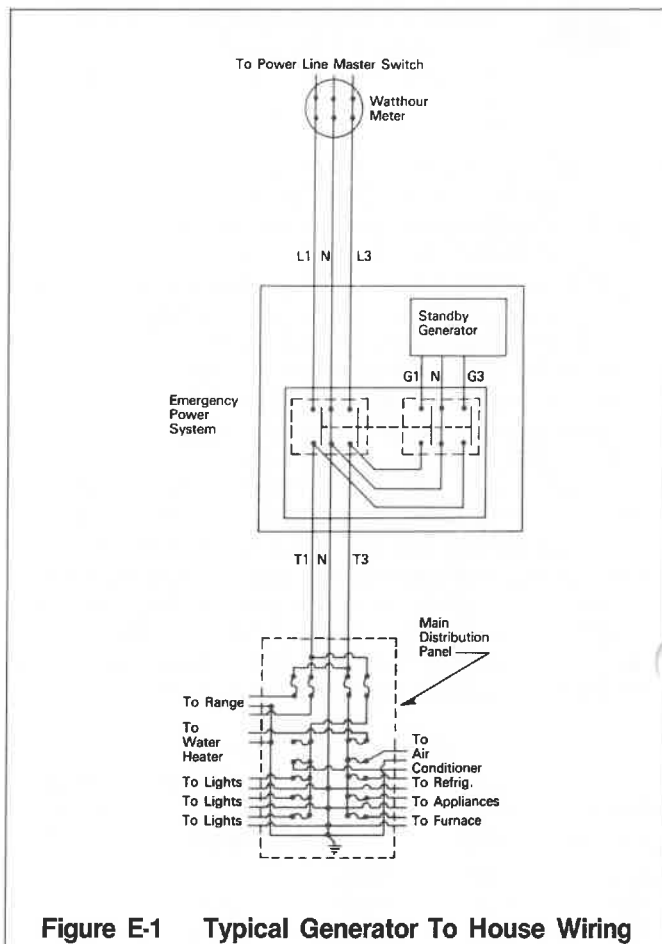 To Power Line Master Switch
Watthour
Meter
L1 N L3
Standby
Generator
G1 N G3
Emergency
Power
System
T1 N T3
Main
Distribution
Panel
To Range
To
Water
Heater
To
Air
Conditioner
To Lights
To Refrig.
To Lights
To Appliances
To Lights
To Furnace
Figure E-1 Typical Generator To House Wiring